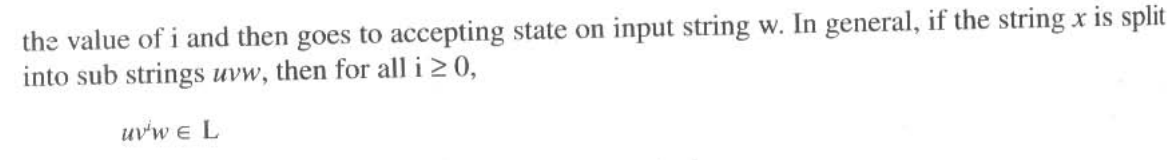 the value of i and then goes to accepting state on input string w. In general, if the string x is split
into sub strings uvw, then for all i ≥ 0,
uvⁱw ∈ L